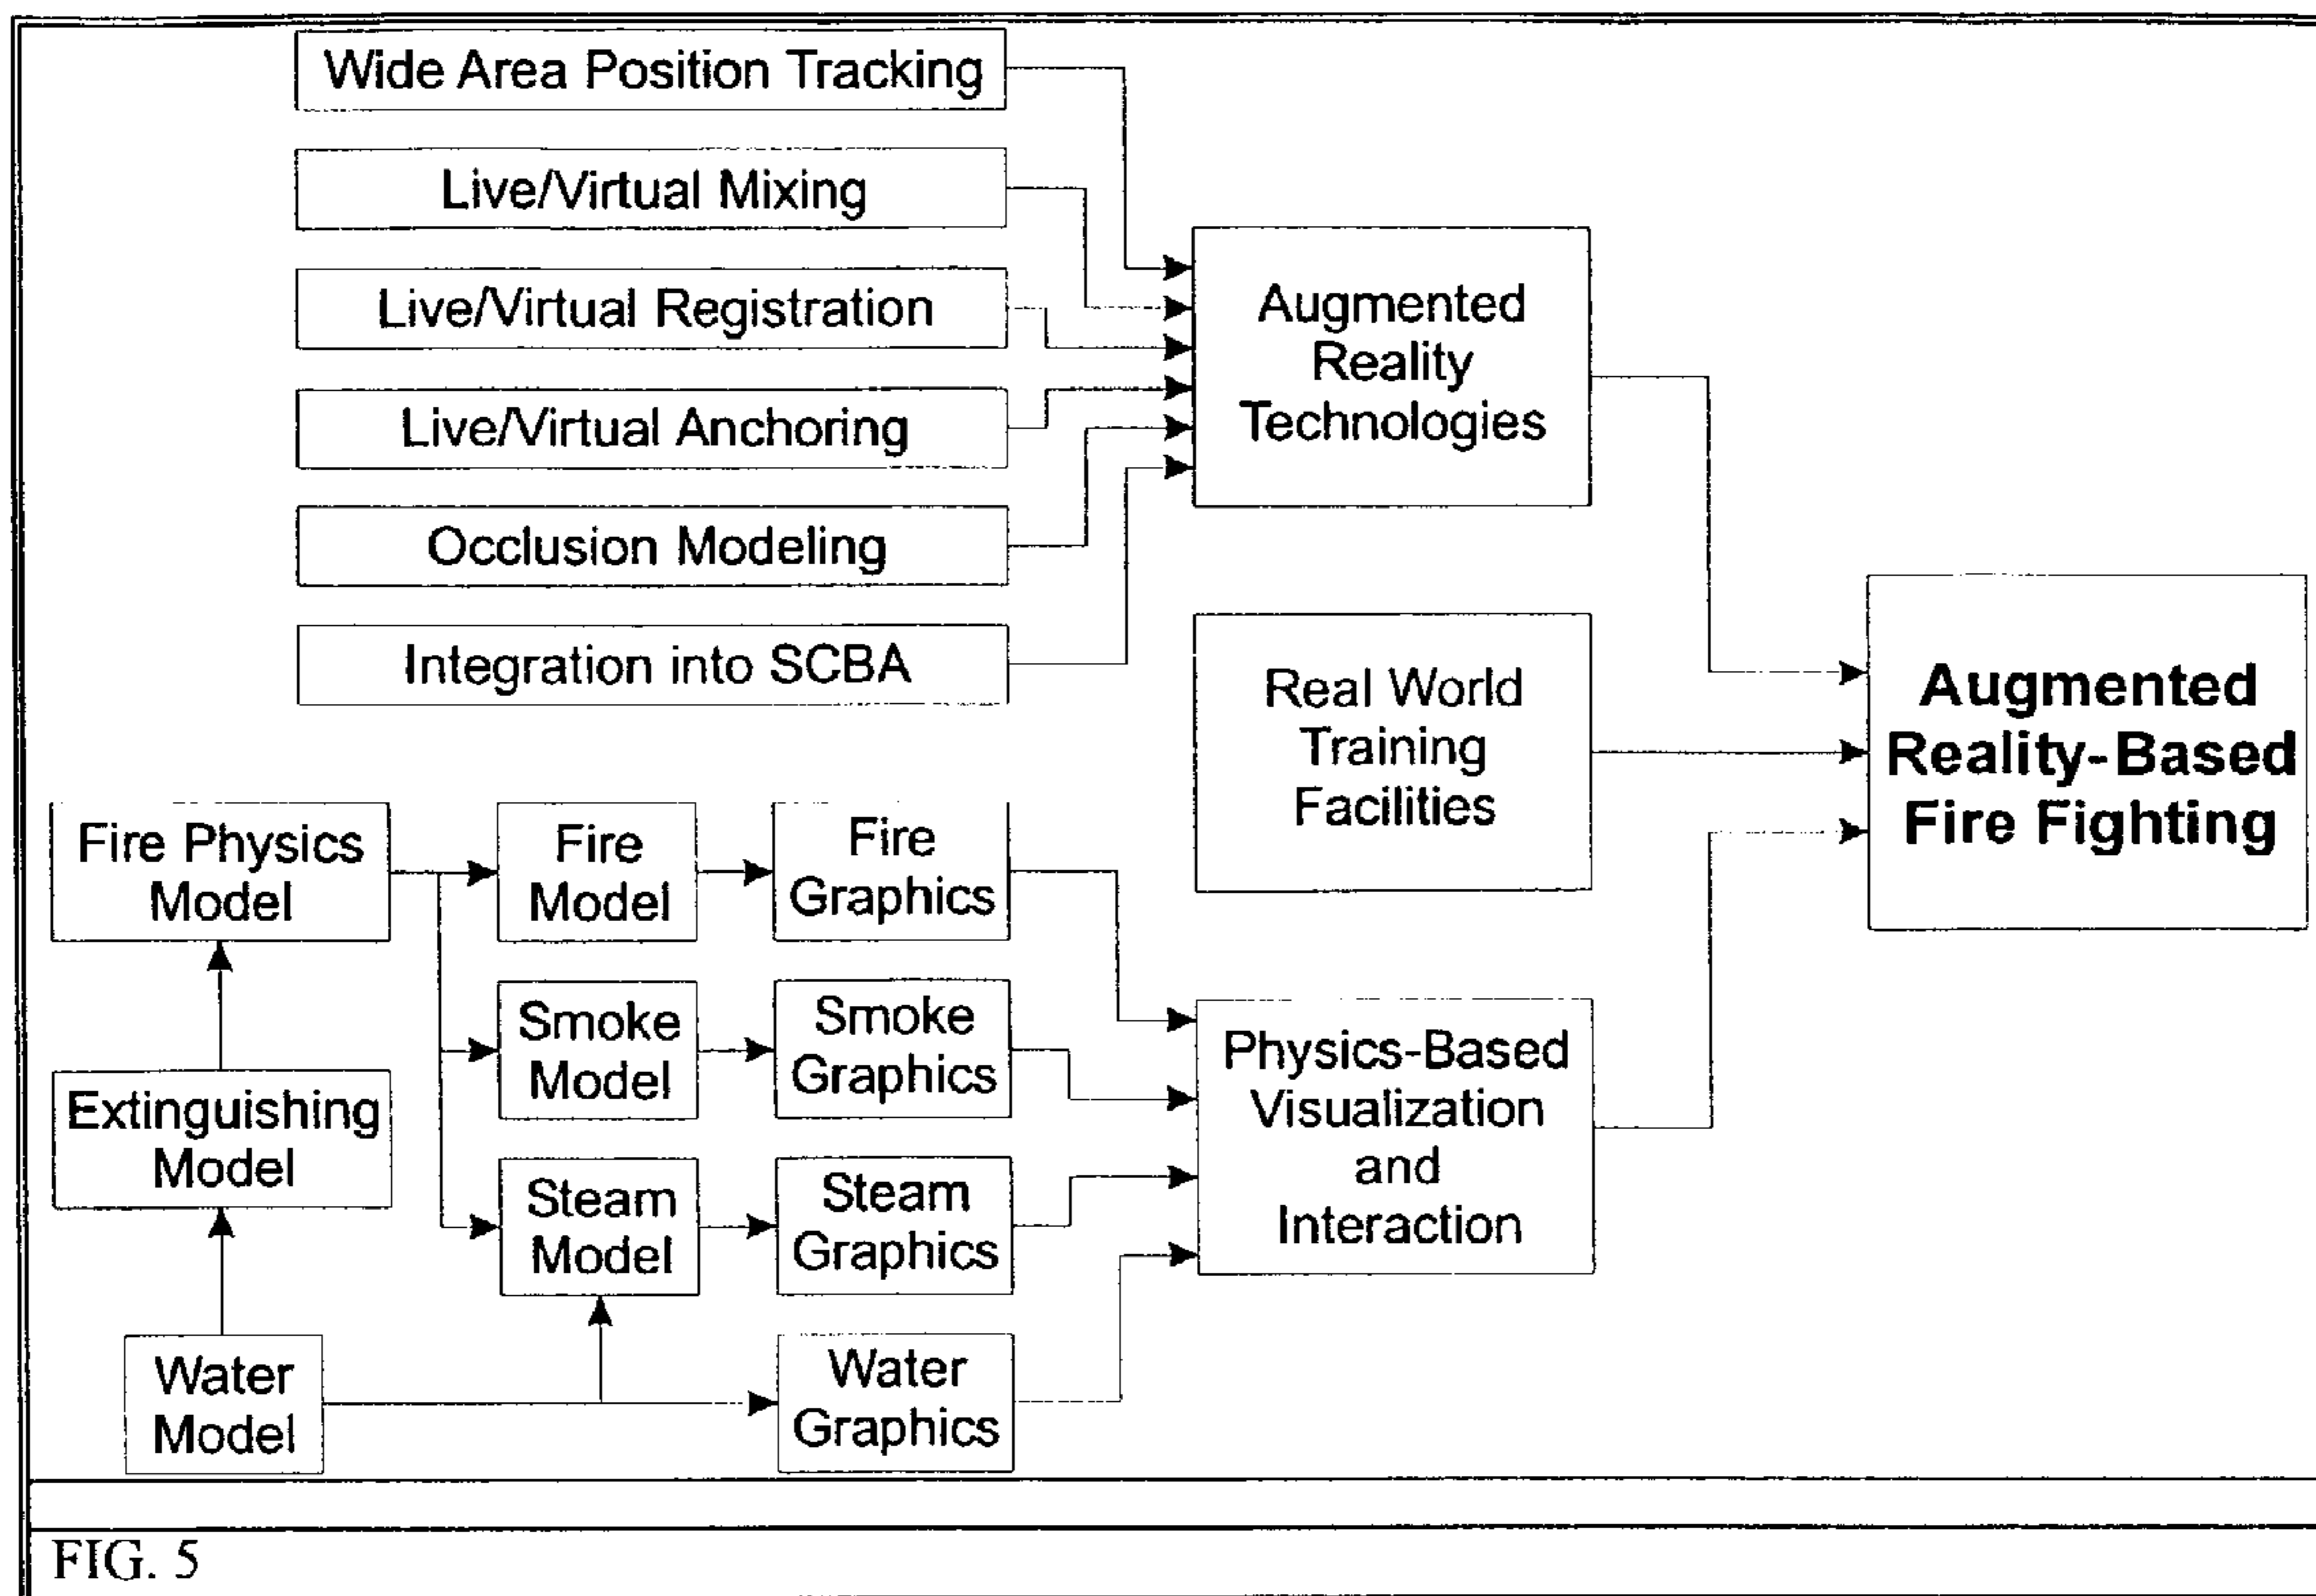 Wide Area Position Tracking
Live/Virtual Mixing
Live/Virtual Registration
Live/Virtual Anchoring
Occlusion Modeling
Integration into SCBA
Augmented
Reality
Technologies
Real World
Training
Facilities
Augmented
Reality-Based
Fire Fighting
Fire Physics
Model
Fire
Model
Fire
Graphics
Extinguishing
Model
Smoke
Model
Smoke
Graphics
Physics-Based
Visualization
and
Interaction
Steam
Model
Steam
Graphics
Water
Model
Water
Graphics
FIG. 5